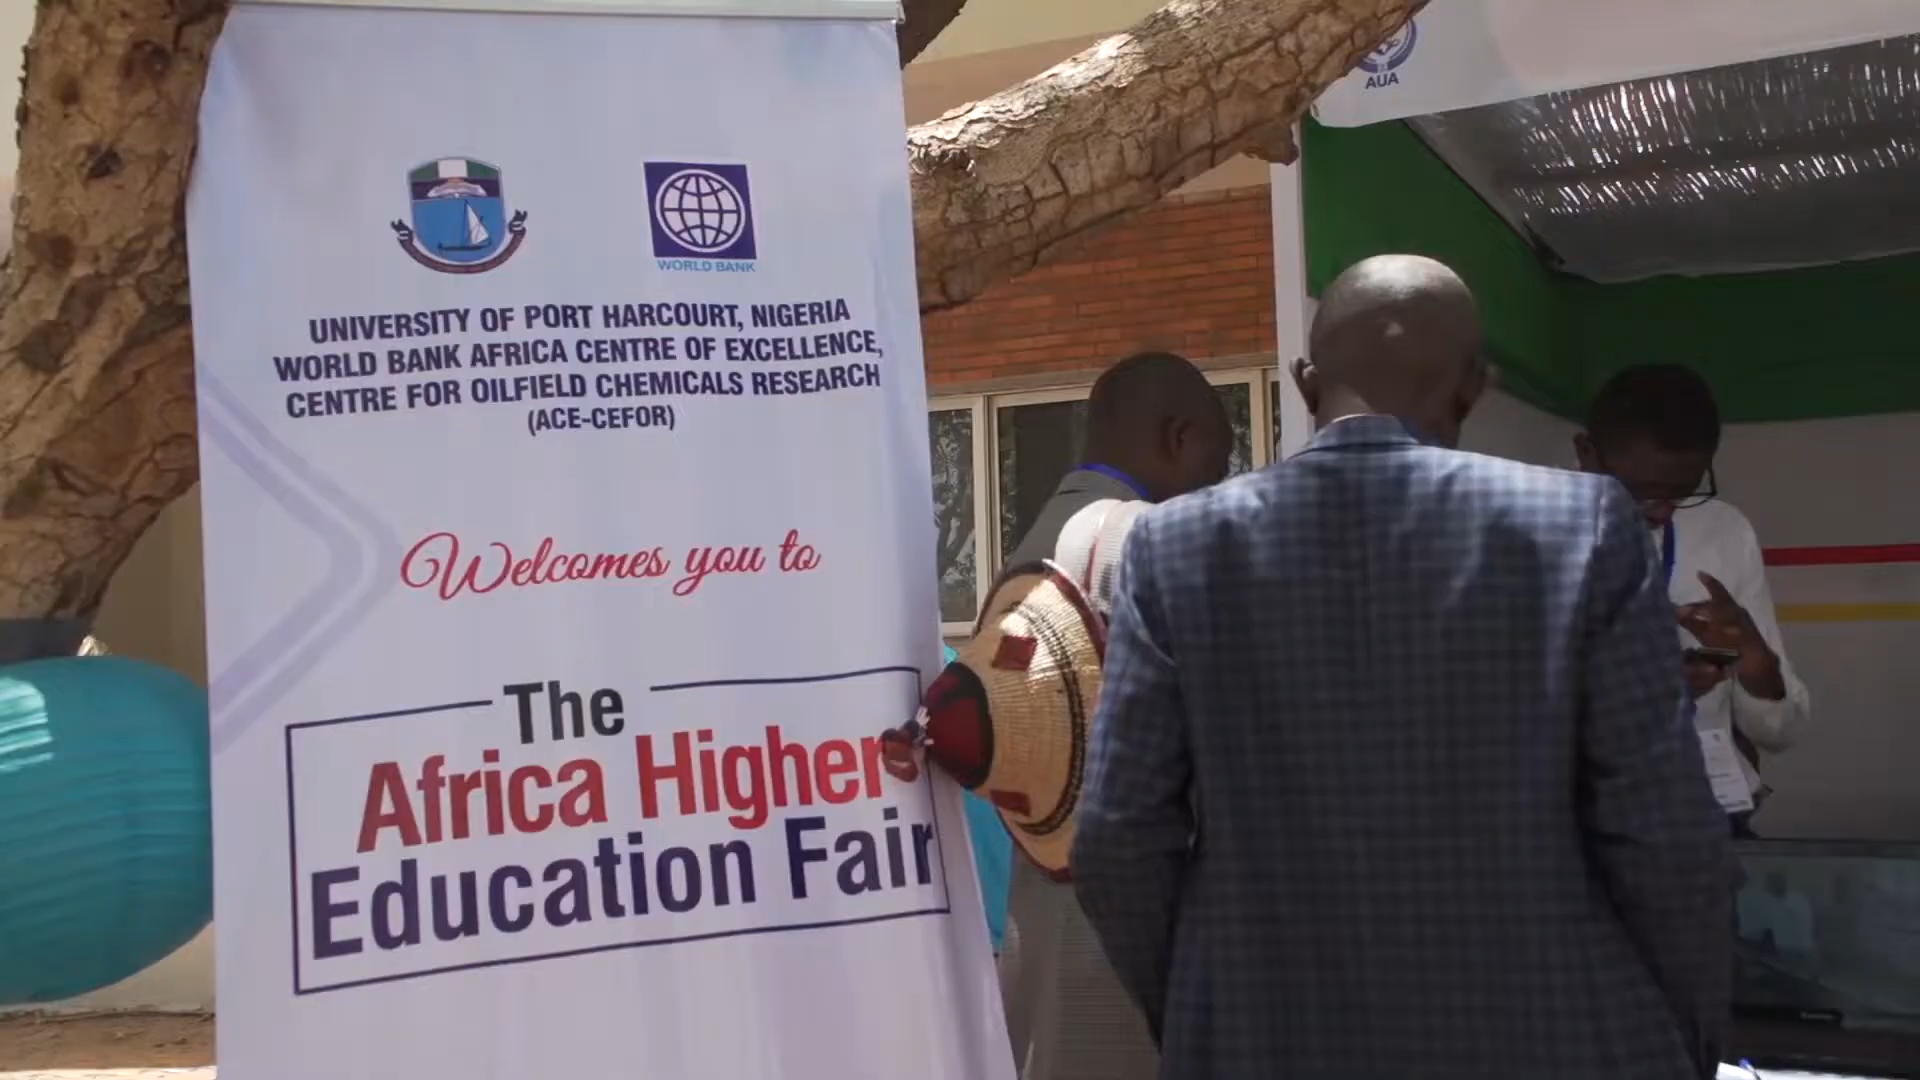 AUA
WORLD BANK
UNIVERSITY OF PORT HARCOURT, NIGERIA
WORLD BANK AFRICA CENTRE OF EXCELLENCE,
CENTRE FOR OILFIELD CHEMICALS RESEARCH
(ACE-CEFOR)
Welcomes you to
The
Africa Higher
Education Fair